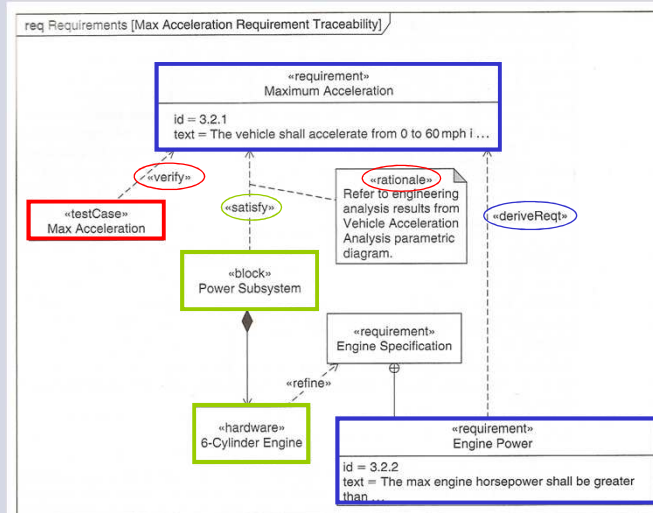 req Requirements [Max Acceleration Requirement Traceability]
«requirement»
Maximum Acceleration
id = 3.2.1
text = The vehicle shall accelerate from 0 to 60 mph i ...
«verify»
«testCase»
Max Acceleration
«satisfy»
«rationale»
Refer to engineering
analysis results from
Vehicle Acceleration
Analysis parametric
diagram.
«deriveReqt»
«block»
Power Subsystem
«requirement»
Engine Specification
«refine»
«hardware»
6-Cylinder Engine
«requirement»
Engine Power
id = 3.2.2
text = The max engine horsepower shall be greater
than ...